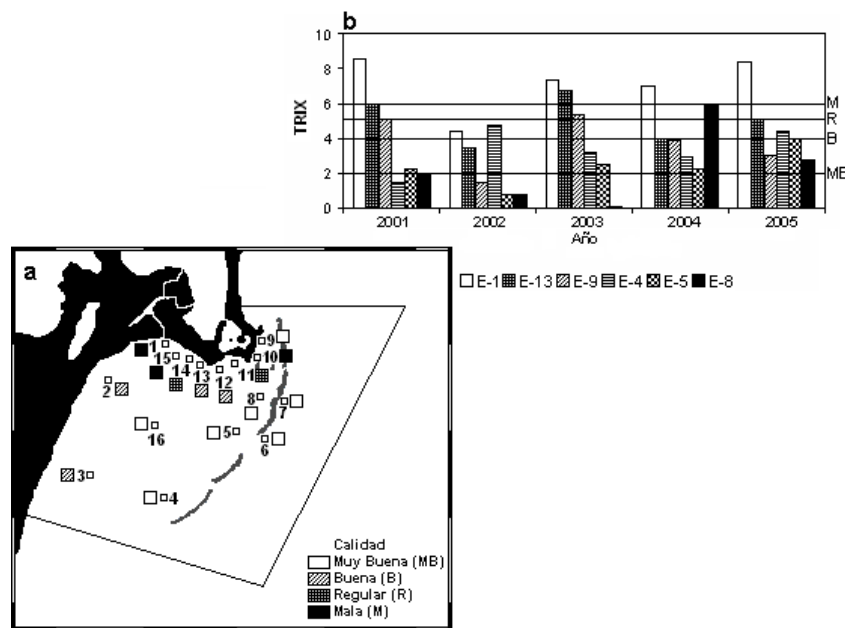 b
10
8
6
4
2
0
TRIX
M
R
B
MB
2001 2002 2003 2004 2005
Año
E-1 E-13 E-9 E-4 E-5 E-8
a
1
15
14
13
12
11
10
9
2
8
7
16
5
6
3
4
Calidad
Muy Buena (MB)
Buena (B)
Regular (R)
Mala (M)